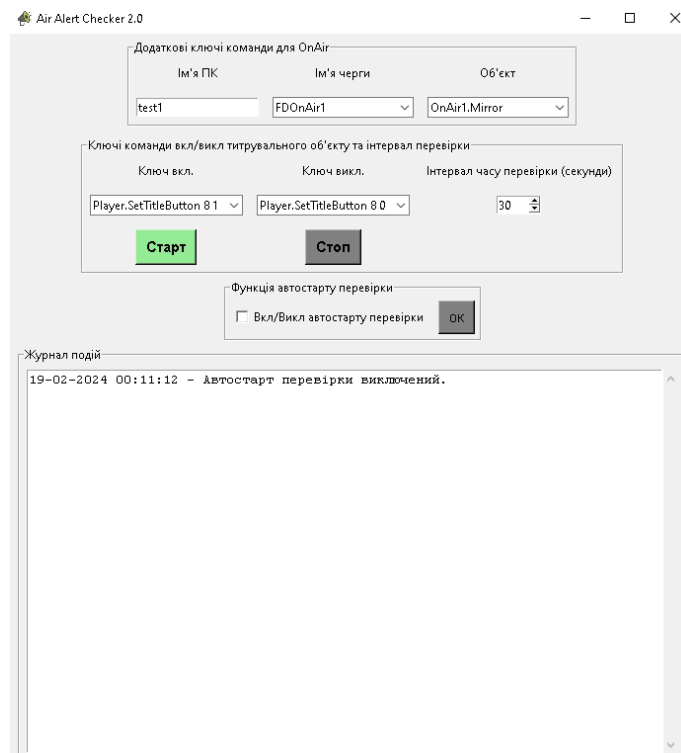 Air Alert Checker 2.0
Додаткові ключі команди для OnAir
Ім'я ПК Ім'я черги Об'єкт
test1 FDOnAir1 OnAir1.Mirror
Ключі команди вкл/викл титрувального об'єкту та інтервал перевірки
Ключ вкл. Ключ викл. Інтервал часу перевірки (секунди)
Player.SetTitleButton 8 1 Player.SetTitleButton 8 0 30
Старт Стоп
Функція автостарту перевірки
Вкл/Викл автостарту перевірки ОК
Журнал подій
19-02-2024 00:11:12 - Автостарт перевірки виключений.